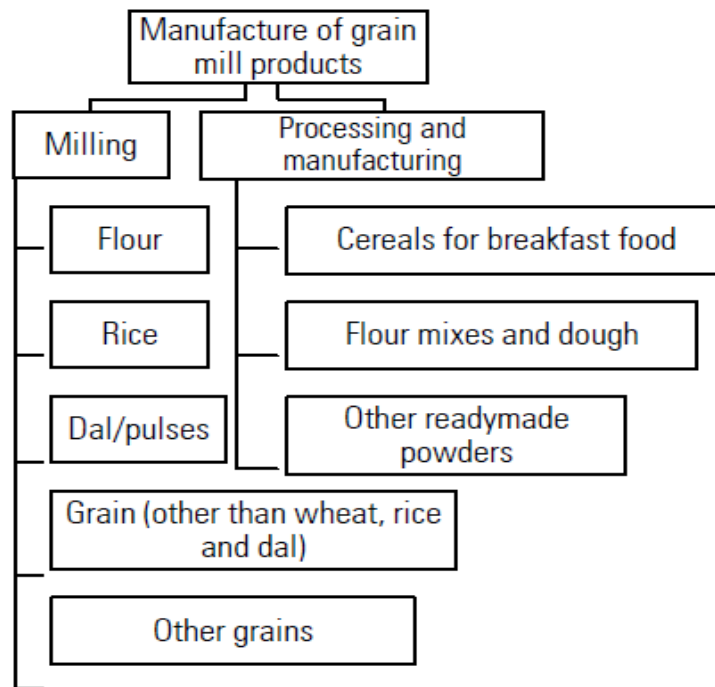 Manufacture of grain
mill products
Milling
Processing and
manufacturing
Flour
Rice
Dal/pulses
Grain (other than wheat, rice
and dal)
Other grains
Cereals for breakfast food
Flour mixes and dough
Other readymade
powders